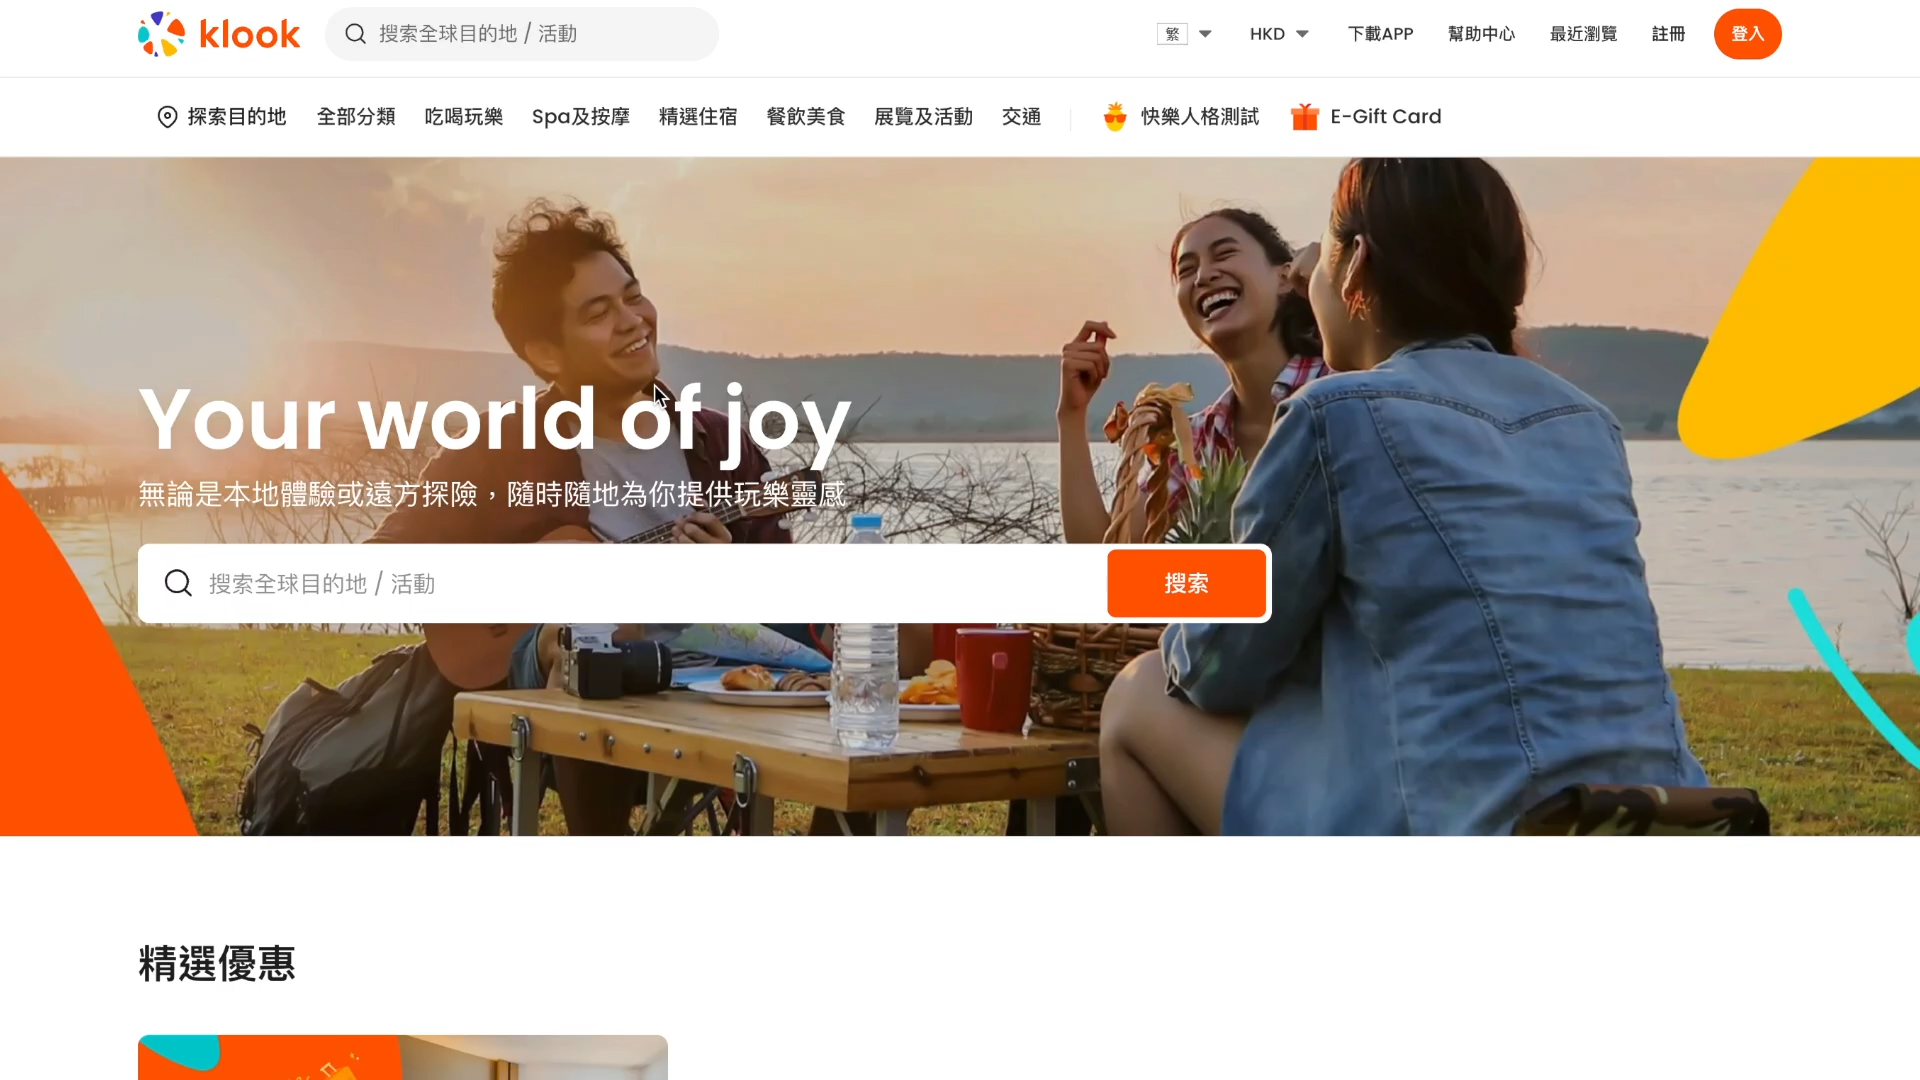 klook
搜索全球目的地 / 活動
繁
HKD
下載APP
幫助中心
最近瀏覽
註冊
登入
探索目的地
全部分類
吃喝玩樂
Spa及按摩
精選住宿
餐飲美食
展覽及活動
交通
快樂人格測試
E-Gift Card
Your world of joy
無論是本地體驗或遠方探險，隨時隨地為你提供玩樂靈感
搜索全球目的地 / 活動
搜索
精選優惠